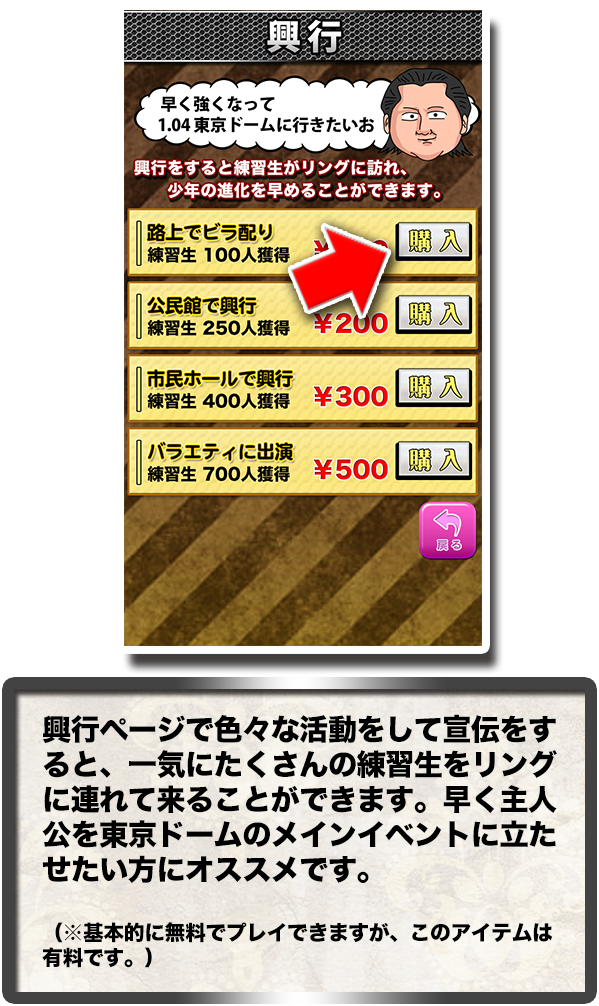 興行
早く強くなって
1.04 東京ドームに行きたいお
興行をすると練習生がリングに訪れ、
少年の進化を早めることができます。
路上でビラ配り
練習生 100人獲得
購入
公民館で興行
練習生 250人獲得
¥200
購入
市民ホールで興行
練習生 400人獲得
¥300
購入
バラエティに出演
練習生 700人獲得
¥500
購入
戻る
興行ページで色々な活動をして宣伝をす
ると、一気にたくさんの練習生をリング
に連れて来ることができます。早く主人
公を東京ドームのメインイベントに立た
せたい方にオススメです。
（※基本的に無料でプレイできますが、このアイテムは
有料です。）